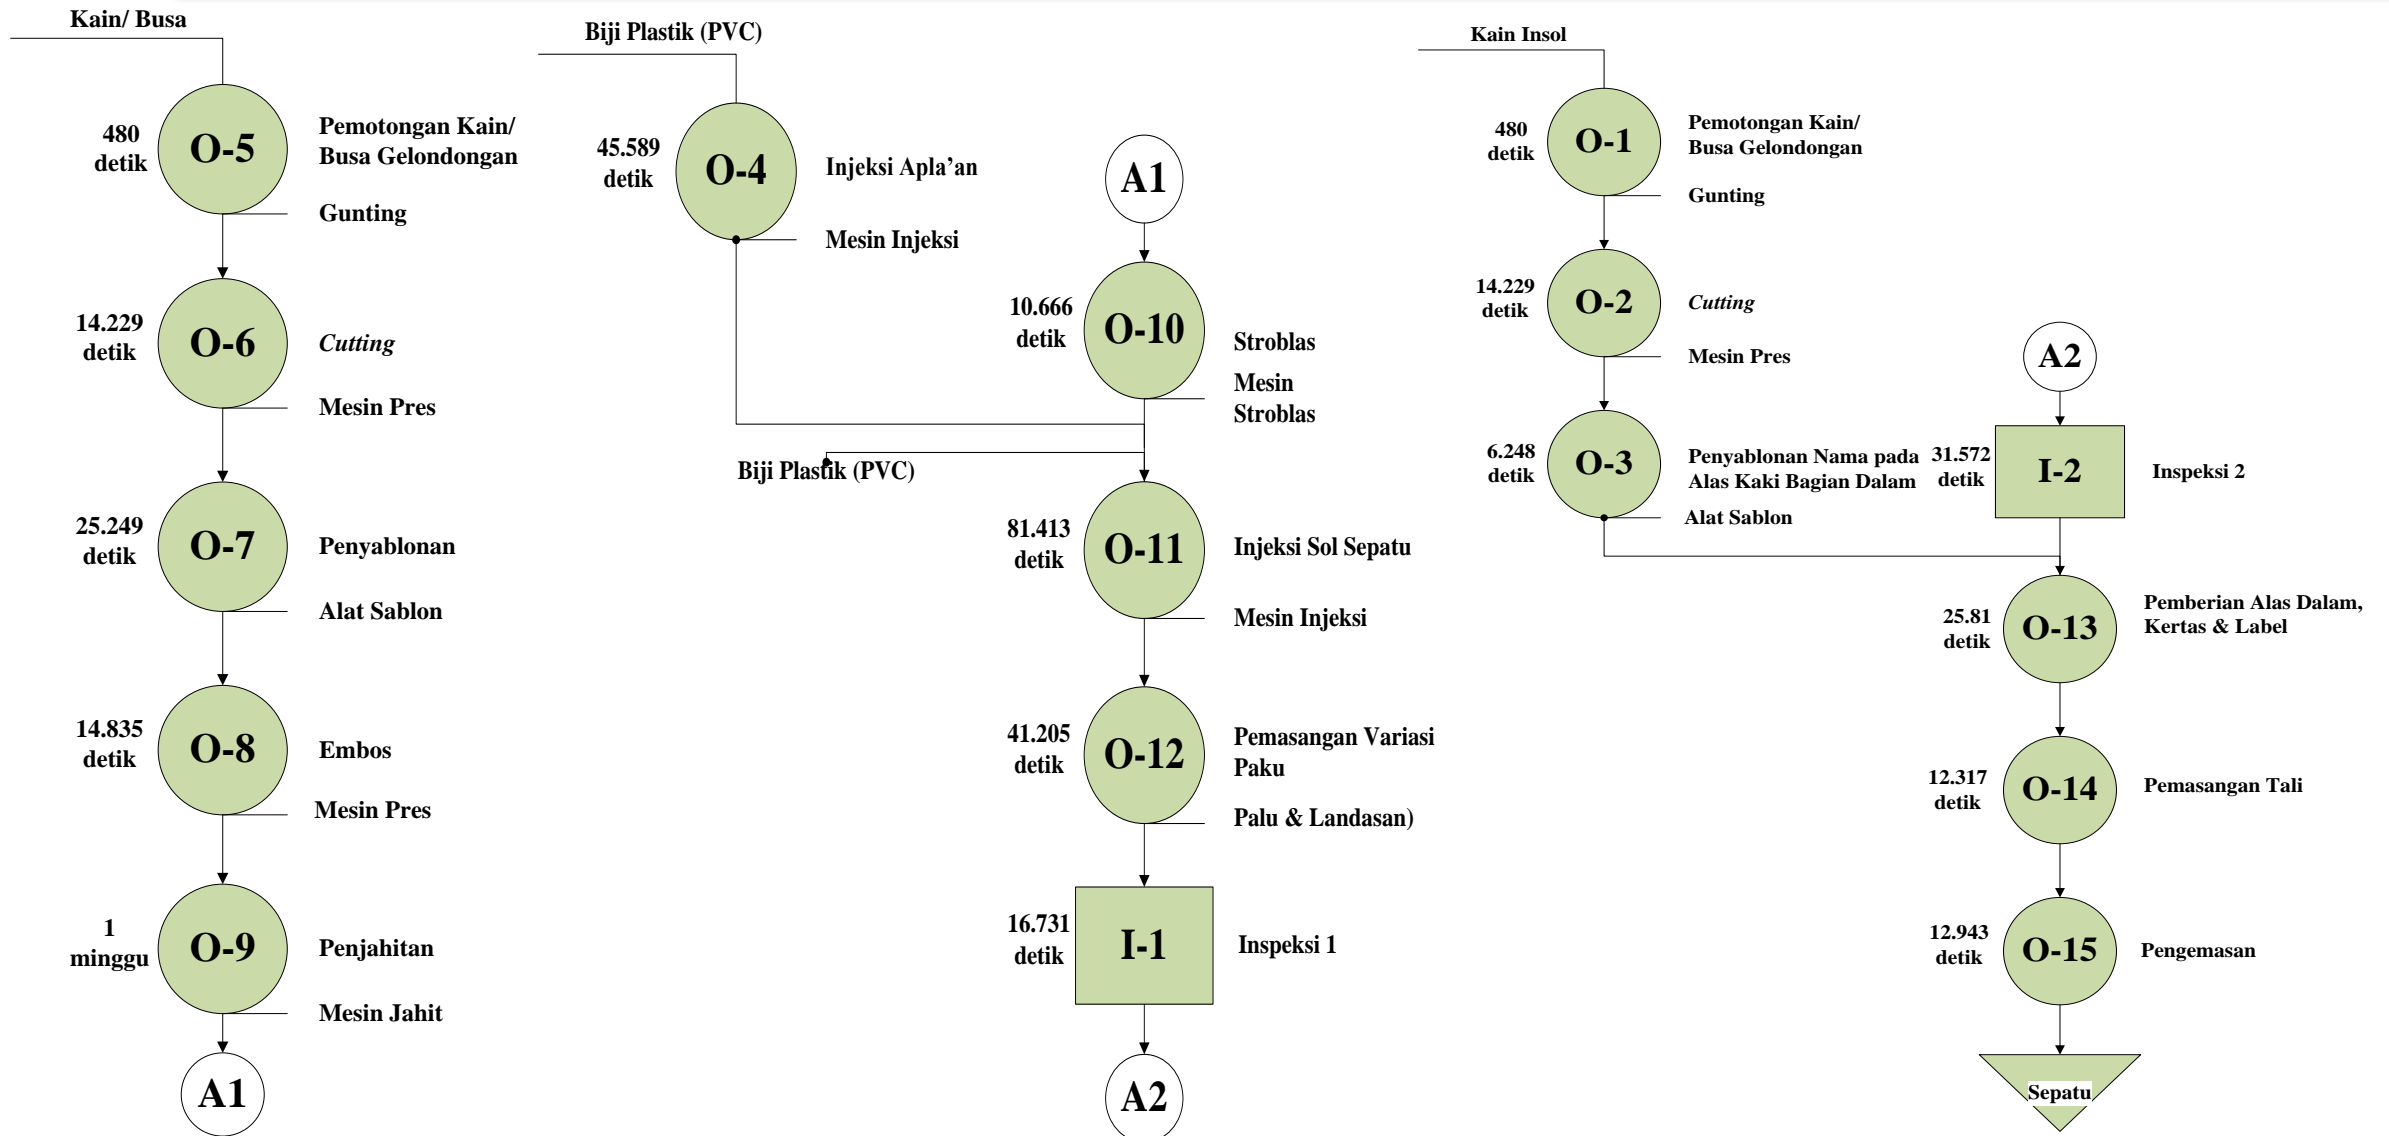 Kain/ Busa
480
detik
O-5
Pemotongan Kain/
Busa Gelondongan
Gunting
14.229
detik
O-6
Cutting
Mesin Pres
25.249
detik
O-7
Penyablonan
Alat Sablon
14.835
detik
O-8
Embos
Mesin Pres
1
minggu
O-9
Penjahitan
Mesin Jahit
A1
Biji Plastik (PVC)
45.589
detik
O-4
Injeksi Apla’an
Mesin Injeksi
A1
10.666
detik
O-10
Stroblas
Mesin
Stroblas
Biji Plastik (PVC)
81.413
detik
O-11
Injeksi Sol Sepatu
Mesin Injeksi
41.205
detik
O-12
Pemasangan Variasi
Paku
Palu & Landasan)
16.731
detik
I-1
Inspeksi 1
A2
Kain Insol
480
detik
O-1
Pemotongan Kain/
Busa Gelondongan
Gunting
14.229
detik
O-2
Cutting
Mesin Pres
6.248
detik
O-3
Penyablonan Nama pada
Alas Kaki Bagian Dalam
Alat Sablon
A2
31.572
detik
I-2
Inspeksi 2
25.81
detik
O-13
Pemberian Alas Dalam,
Kertas & Label
12.317
detik
O-14
Pemasangan Tali
12.943
detik
O-15
Pengemasan
Sepatu